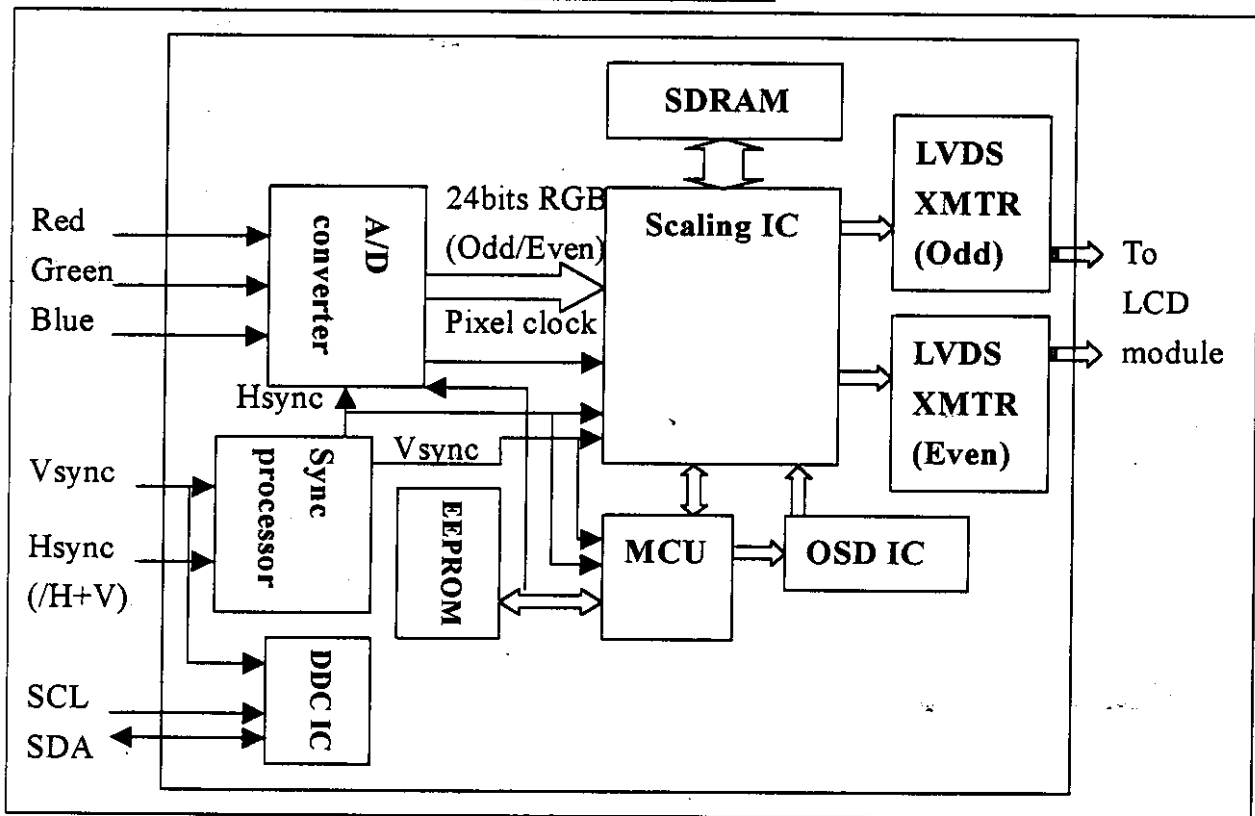 SDRAM
LVDS
XMTR
(Odd)
24bits RGB
(Odd/Even)
Scaling IC
A/D
converter
Red
Green
Blue
Pixel clock
To
LCD
module
LVDS
XMTR
(Even)
Hsync
Vsync
Sync
processor
Vsync
Hsync
(/H+V)
EEPROM
MCU
OSD IC
DDC IC
SCL
SDA